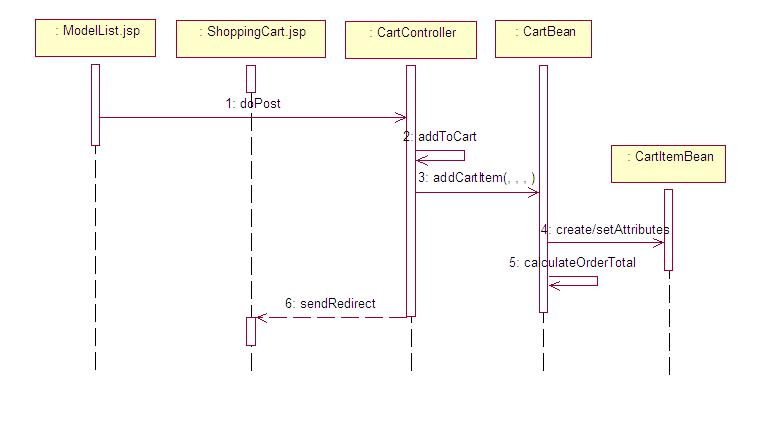 : ModelList.jsp
: ShoppingCart.jsp
: CartController
: CartBean
1: doPost
2: addToCart
: CartItemBean
3: addCartItem(, , , )
4: create/setAttributes
5: calculateOrderTotal
6: sendRedirect